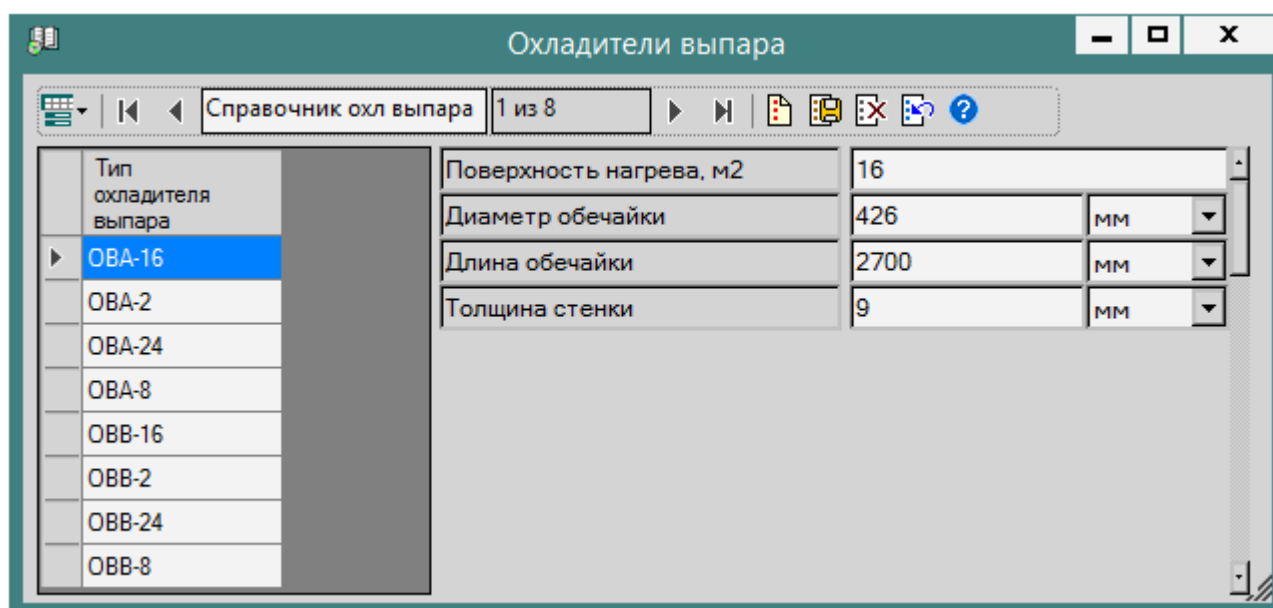 Охладители выпара
Справочник охл выпара 1 из 8
Тип
охладителя
выпара
ОВА-16
ОВА-2
ОВА-24
ОВА-8
ОВВ-16
ОВВ-2
ОВВ-24
ОВВ-8
Поверхность нагрева, м2 16
Диаметр обечайки 426 мм
Длина обечайки 2700 мм
Толщина стенки 9 мм